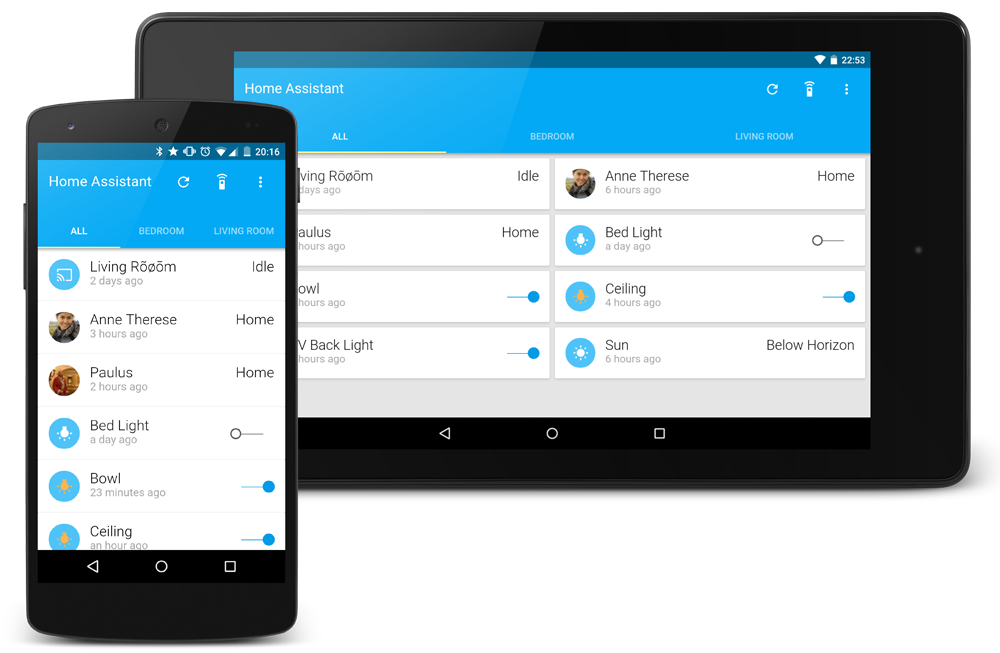 22:53
Home Assistant
ALL BEDROOM LIVING ROOM
ving Rõøõm Idle
days ago
Anne Therese Home
6 hours ago
aulus Home
hours ago
Bed Light
a day ago
owl
hours ago
Ceiling
4 hours ago
V Back Light
hours ago
Sun Below Horizon
6 hours ago
20:16
Home Assistant
ALL BEDROOM LIVING ROOM
Living Rõøõm Idle
2 days ago
Anne Therese Home
3 hours ago
Paulus Home
2 hours ago
Bed Light
a day ago
Bowl
23 minutes ago
Ceiling
an hour ago